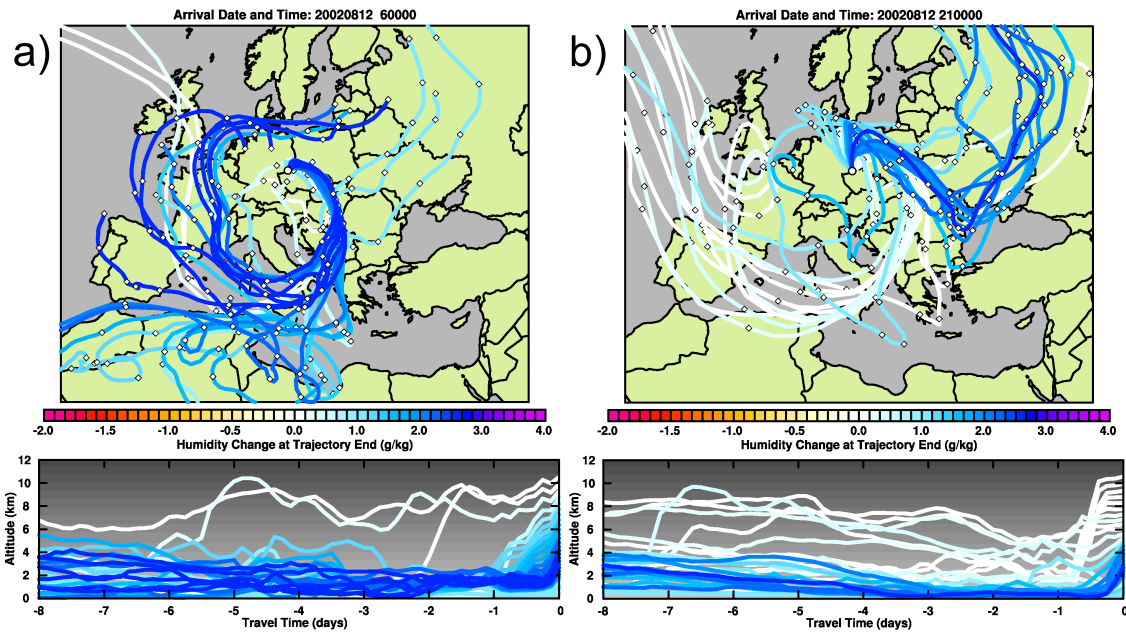 Arrival Date and Time: 20020812  60000
Arrival Date and Time: 20020812 210000
a)
b)
-2.0 -1.5 -1.0 -0.5 0.0 0.5 1.0 2.0 3.0 4.0
Humidity Change at Trajectory End (g/kg)
-2.0 -1.5 -1.0 -0.5 0.0 0.5 1.0 2.0 3.0 4.0
Humidity Change at Trajectory End (g/kg)
Altitude (km)
12
10
8
6
4
2
0
-8 -7 -6 -5 -4 -3 -2 -1 0
Travel Time (days)
Altitude (km)
12
10
8
6
4
2
0
-8 -7 -6 -5 -4 -3 -2 -1 0
Travel Time (days)